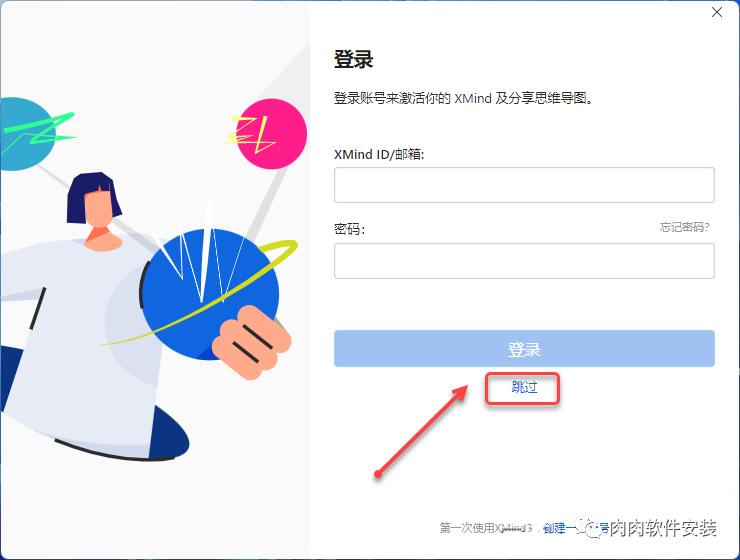 登录
登录账号来激活你的 XMind 及分享思维导图。
XMind ID/邮箱:
密码:
忘记密码?
登录
跳过
第一次使用XMind? 创建一
号
肉肉软件安装